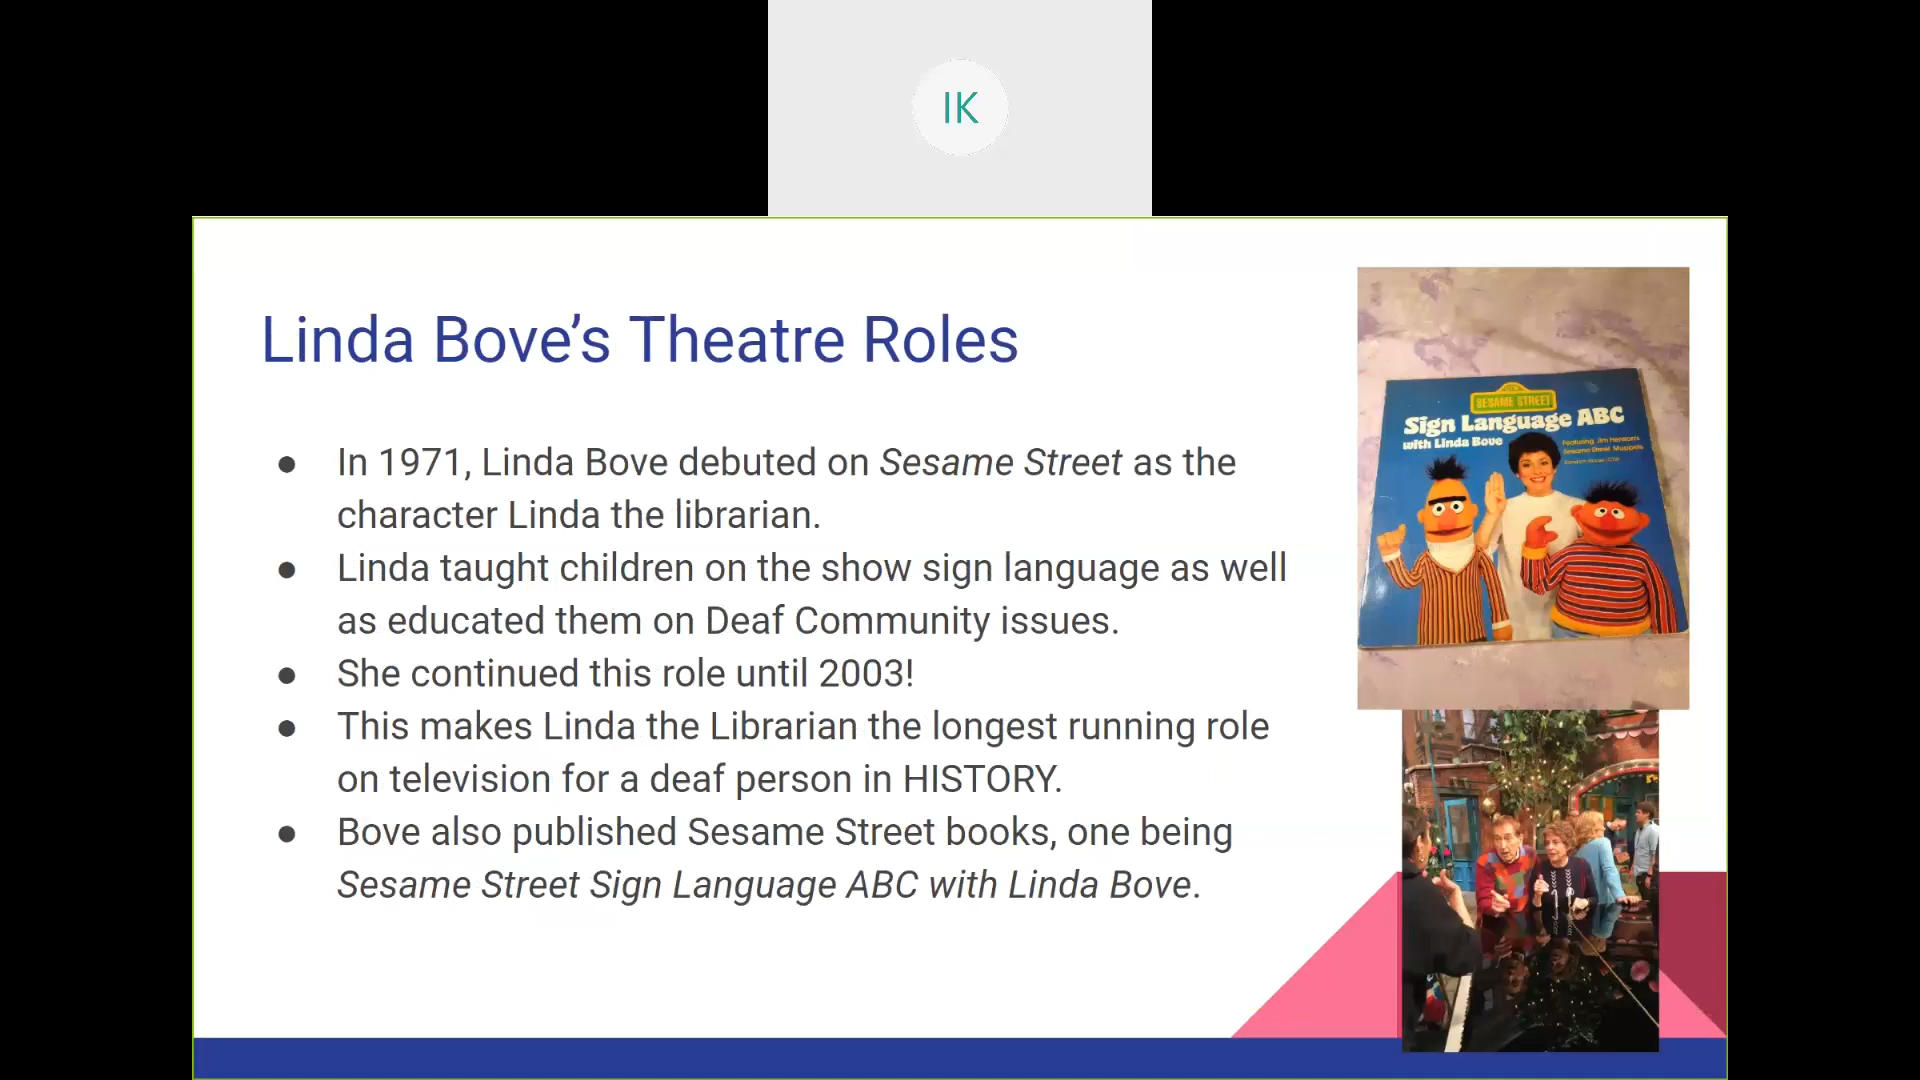 IK
Linda Bove’s Theatre Roles
● In 1971, Linda Bove debuted on Sesame Street as the
character Linda the librarian.
● Linda taught children on the show sign language as well
as educated them on Deaf Community issues.
● She continued this role until 2003!
● This makes Linda the Librarian the longest running role
on television for a deaf person in HISTORY.
● Bove also published Sesame Street books, one being
Sesame Street Sign Language ABC with Linda Bove.
SESAME STREET
Sign Language ABC
with Linda Bove
Featuring Jim Henson's
Sesame Street Muppets